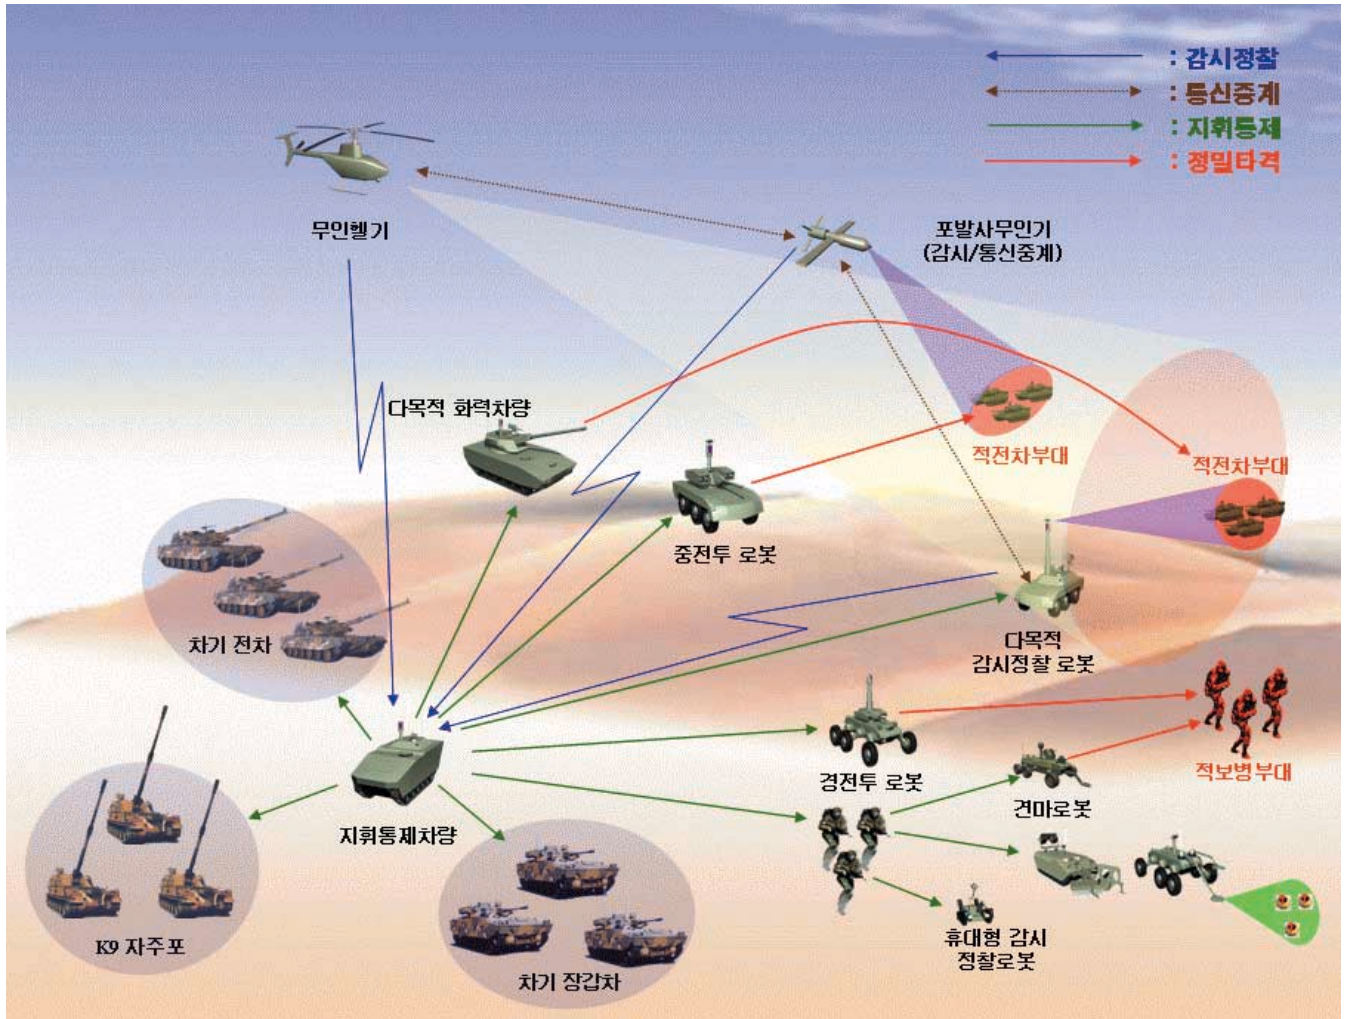 : 감시정찰
: 통신중계
: 지휘통제
: 정밀타격
무인헬기
포발사무인기
(감시/통신중계)
다목적 화력차량
적전차부대
적전차부대
중전투 로봇
차기 전차
다목적
감시정찰 로봇
경전투 로봇
견마로봇
적보병부대
지휘통제차량
K9 자주포
차기 장갑차
휴대형 감시
정찰로봇